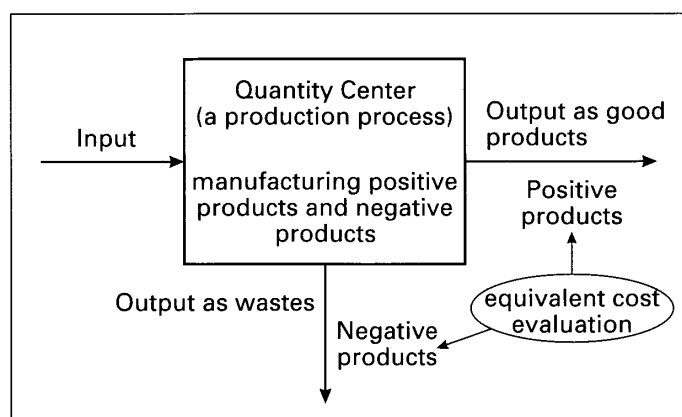 Quantity Center
(a production process)
manufacturing positive
products and negative
products
Input
Output as good
products
Positive
products
Output as wastes
Negative
products
equivalent cost
evaluation